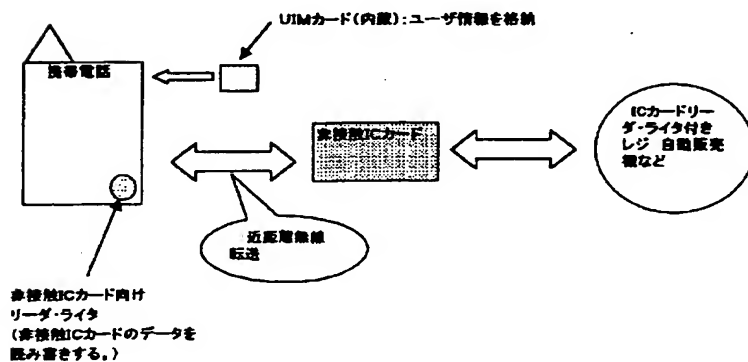 UIMカード(内蔵):ユーザ情報を格納
携帯電話
非接触ICカード
ICカードリー
ダ・ライタ付き
レジ 自動販売
機など
近距離無線
転送
非接触ICカード向け
リーダ・ライタ
(非接触ICカードのデータを
読み書きする。)